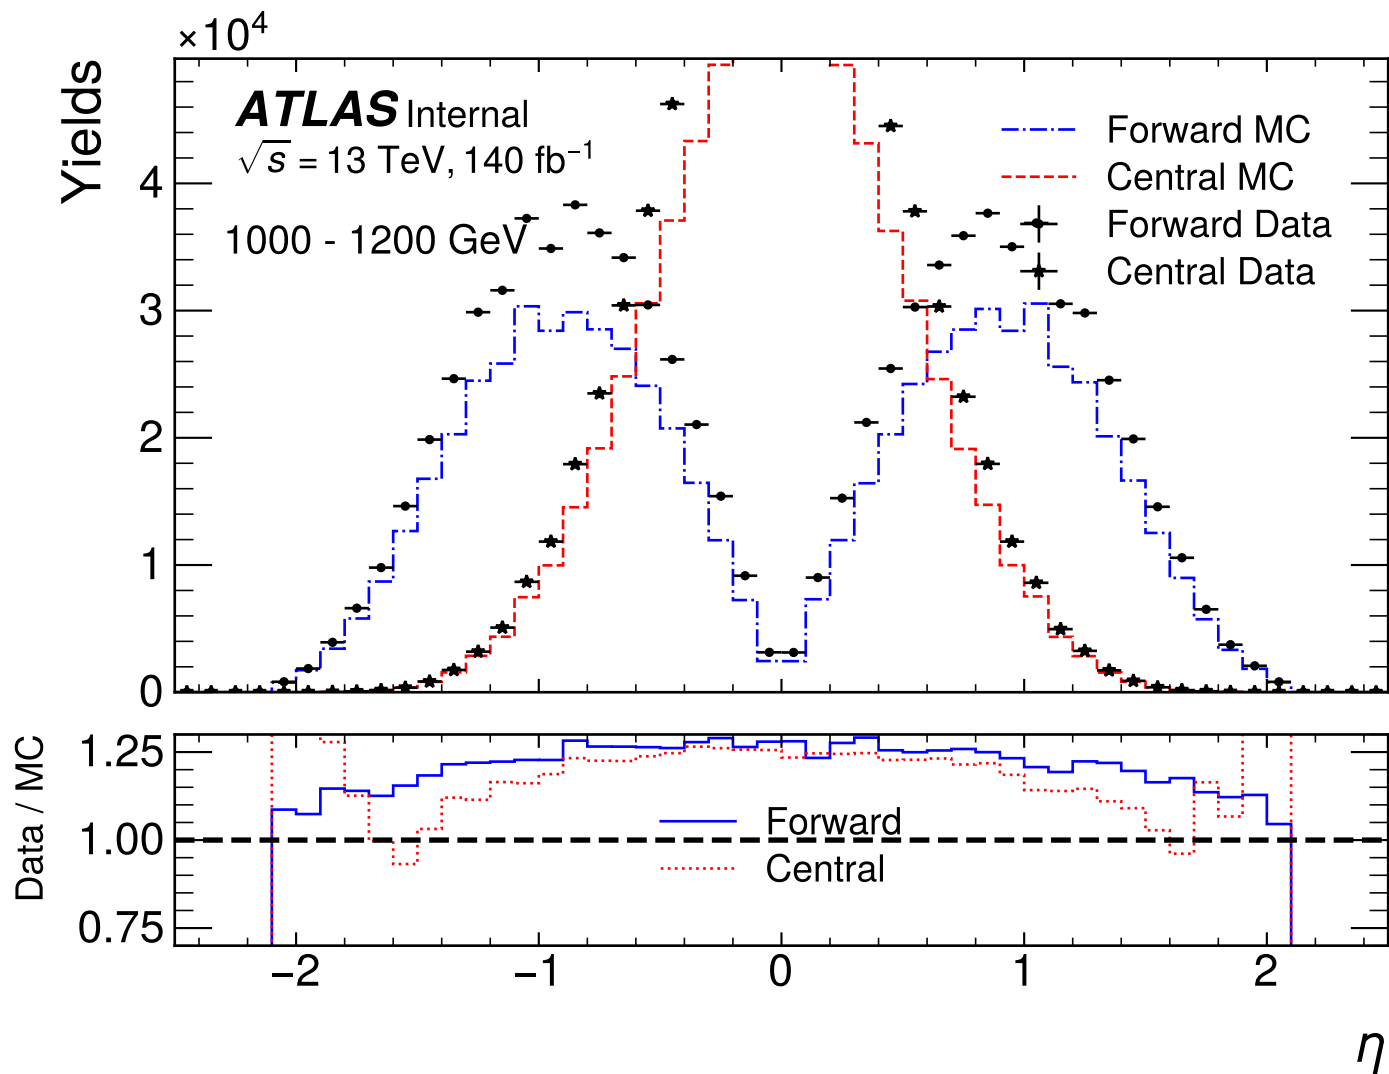 ×10⁴
Yields
ATLAS Internal
√s = 13 TeV, 140 fb⁻¹
1000 - 1200 GeV
Forward MC
Central MC
Forward Data
Central Data
4
3
2
1
0
Data / MC
1.25
1.00
0.75
Forward
Central
−2 −1 0 1 2
η